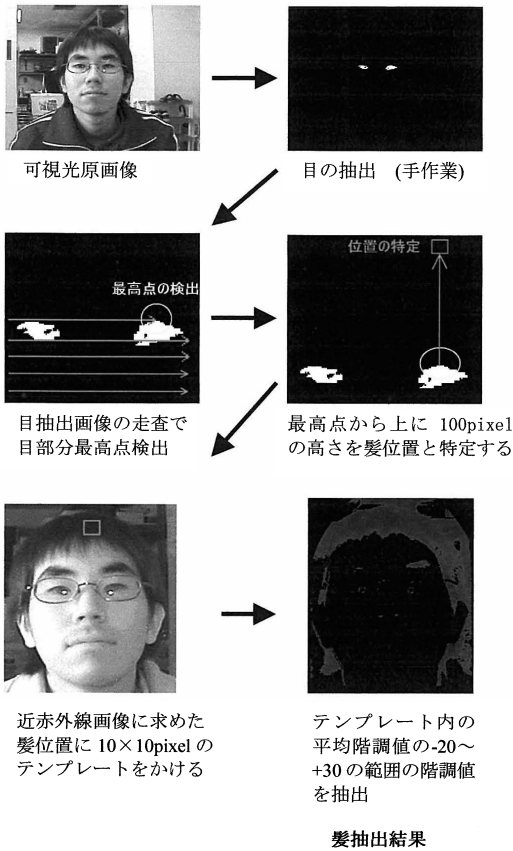 可視光原画像
目の抽出 (手作業)
最高点の検出
位置の特定
目抽出画像の走査で
目部分最高点検出
最高点から上に 100pixel
の高さを髪位置と特定する
近赤外線画像に求めた
髪位置に 10×10pixel の
テンプレートをかける
テンプレート内の
平均階調値の-20～
+30 の範囲の階調値
を抽出
髪抽出結果